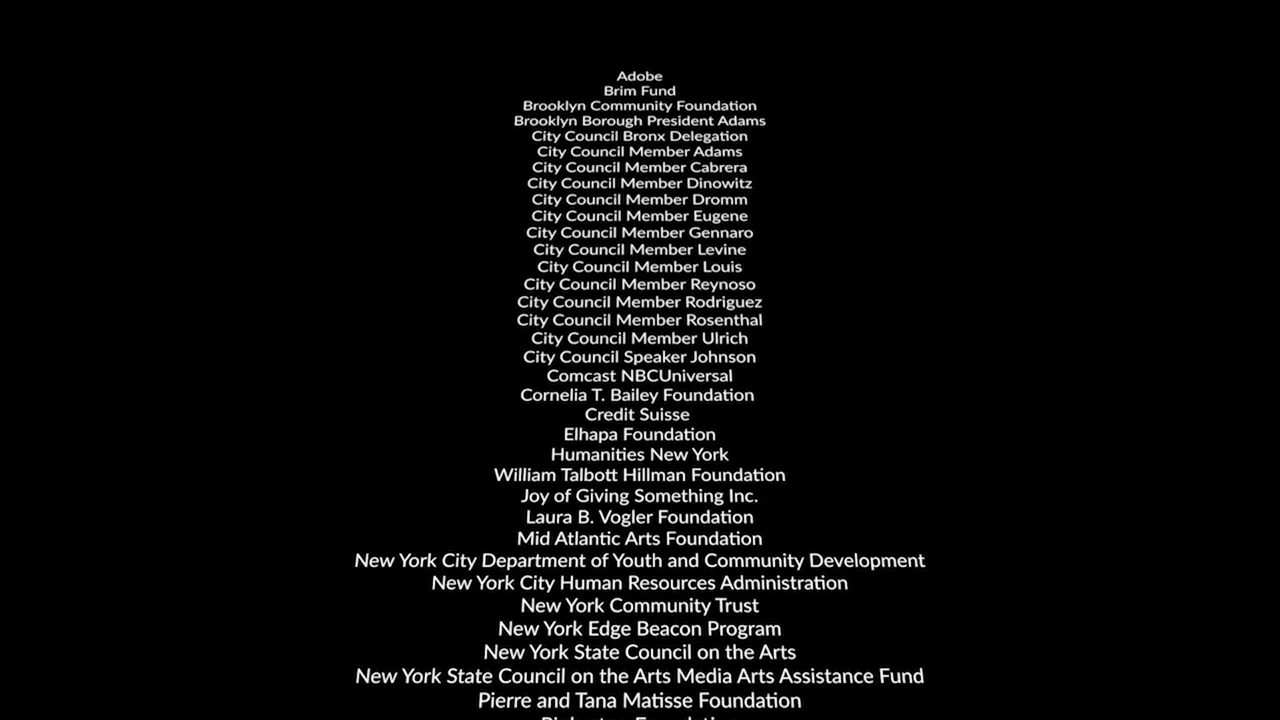 Adobe
Brim Fund
Brooklyn Community Foundation
Brooklyn Borough President Adams
City Council Bronx Delegation
City Council Member Adams
City Council Member Cabrera
City Council Member Dinowitz
City Council Member Dromm
City Council Member Eugene
City Council Member Gennaro
City Council Member Levine
City Council Member Louis
City Council Member Reynoso
City Council Member Rodriguez
City Council Member Rosenthal
City Council Member Ulrich
City Council Speaker Johnson
Comcast NBCUniversal
Cornelia T. Bailey Foundation
Credit Suisse
Elhapa Foundation
Humanities New York
William Talbott Hillman Foundation
Joy of Giving Something Inc.
Laura B. Vogler Foundation
Mid Atlantic Arts Foundation
New York City Department of Youth and Community Development
New York City Human Resources Administration
New York Community Trust
New York Edge Beacon Program
New York State Council on the Arts
New York State Council on the Arts Media Arts Assistance Fund
Pierre and Tana Matisse Foundation